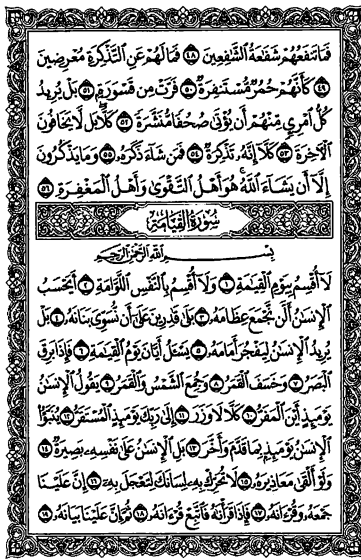 فَمَا تَنفَعُهُمْ شَفَٰعَةُ ٱلشَّٰفِعِينَ ٤٨ فَمَا لَهُمْ عَنِ ٱلتَّذْكِرَةِ مُعْرِضِينَ
٤٩ كَأَنَّهُمْ حُمُرٌ مُّسْتَنفِرَةٌ ٥٠ فَرَّتْ مِن قَسْوَرَةٍ ٥١ بَلْ يُرِيدُ
كُلُّ ٱمْرِئٍ مِّنْهُمْ أَن يُؤْتَىٰ صُحُفًا مُّنَشَّرَةً ٥٢ كَلَّا بَل لَّا يَخَافُونَ
ٱلْءَاخِرَةَ ٥٣ كَلَّا إِنَّهُۥ تَذْكِرَةٌ ٥٤ فَمَن شَآءَ ذَكَرَهُۥ ٥٥ وَمَا يَذْكُرُونَ
إِلَّا أَن يَشَآءَ ٱللَّهُ هُوَ أَهْلُ ٱلتَّقْوَىٰ وَأَهْلُ ٱلْمَغْفِرَةِ ٥٦
سُورَةُ ٱلْقِيَامَةِ
بِسْمِ ٱللَّهِ ٱلرَّحْمَٰنِ ٱلرَّحِيمِ
لَآ أُقْسِمُ بِيَوْمِ ٱلْقِيَٰمَةِ ١ وَلَآ أُقْسِمُ بِٱلنَّفْسِ ٱللَّوَّامَةِ ٢ أَيَحْسَبُ
ٱلْإِنسَٰنُ أَلَّن نَّجْمَعَ عِظَامَهُۥ ٣ بَلَىٰ قَٰدِرِينَ عَلَىٰٓ أَن نُّسَوِّىَ بَنَانَهُۥ ٤ بَلْ
يُرِيدُ ٱلْإِنسَٰنُ لِيَفْجُرَ أَمَامَهُۥ ٥ يَسْـَٔلُ أَيَّانَ يَوْمُ ٱلْقِيَٰمَةِ ٦ فَإِذَا بَرِقَ
ٱلْبَصَرُ ٧ وَخَسَفَ ٱلْقَمَرُ ٨ وَجُمِعَ ٱلشَّمْسُ وَٱلْقَمَرُ ٩ يَقُولُ ٱلْإِنسَٰنُ
يَوْمَئِذٍ أَيْنَ ٱلْمَفَرُّ ١٠ كَلَّا لَا وَزَرَ ١١ إِلَىٰ رَبِّكَ يَوْمَئِذٍ ٱلْمُسْتَقَرُّ ١٢ يُنَبَّؤُا۟
ٱلْإِنسَٰنُ يَوْمَئِذٍۭ بِمَا قَدَّمَ وَأَخَّرَ ١٣ بَلِ ٱلْإِنسَٰنُ عَلَىٰ نَفْسِهِۦ بَصِيرَةٌ ١٤
وَلَوْ أَلْقَىٰ مَعَاذِيرَهُۥ ١٥ لَا تُحَرِّكْ بِهِۦ لِسَانَكَ لِتَعْجَلَ بِهِۦٓ ١٦ إِنَّ عَلَيْنَا
جَمْعَهُۥ وَقُرْءَانَهُۥ ١٧ فَإِذَا قَرَأْنَٰهُ فَٱتَّبِعْ قُرْءَانَهُۥ ١٨ ثُمَّ إِنَّ عَلَيْنَا بَيَانَهُۥ ١٩